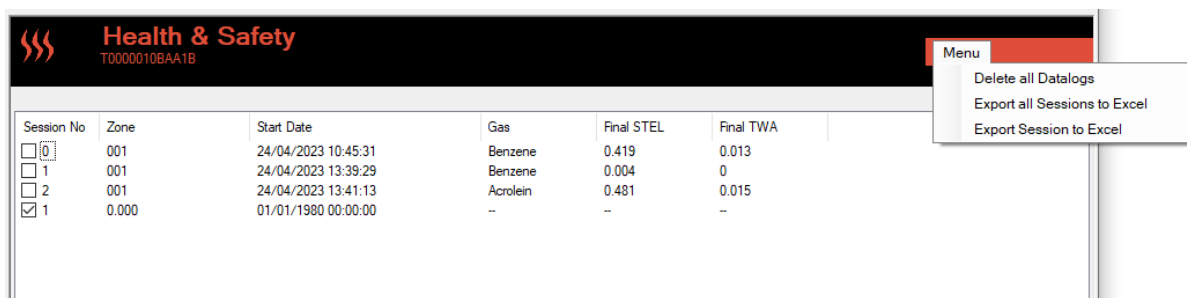 Health & Safety
T0000010BAA1B
Menu
Delete all Datalogs
Export all Sessions to Excel
Export Session to Excel
Session No Zone Start Date Gas Final STEL Final TWA
0 001 24/04/2023 10:45:31 Benzene 0.419 0.013
1 001 24/04/2023 13:39:29 Benzene 0.004 0
2 001 24/04/2023 13:41:13 Acrolein 0.481 0.015
1 0.000 01/01/1980 00:00:00 -- -- --